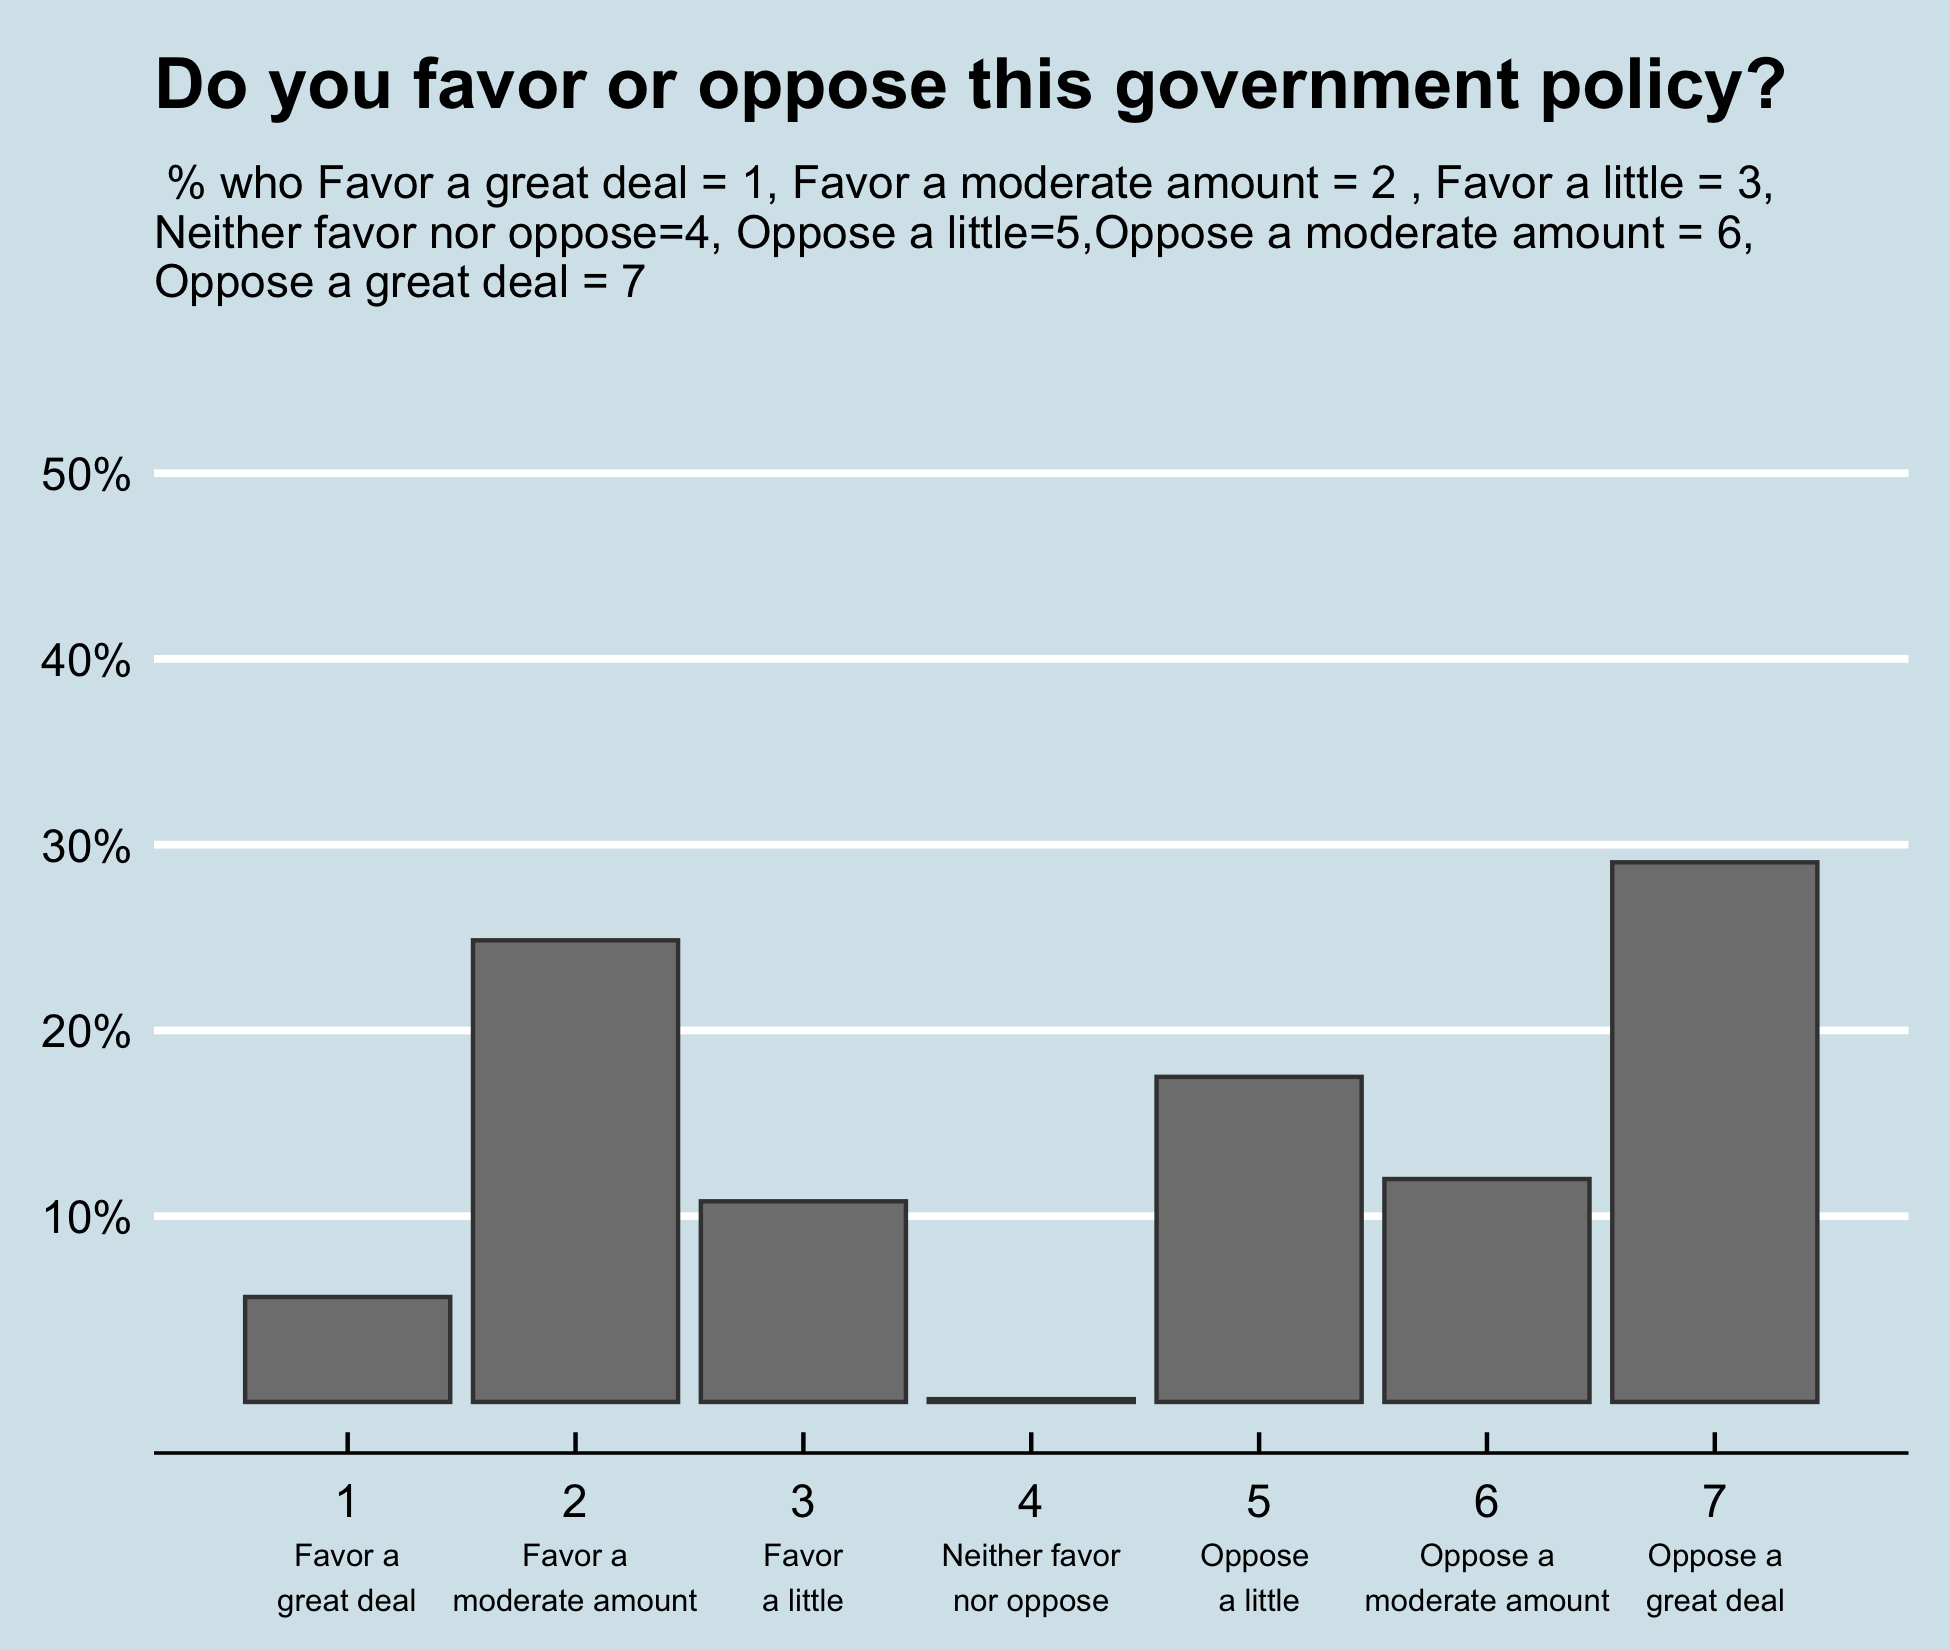 Do you favor or oppose this government policy?
% who Favor a great deal = 1, Favor a moderate amount = 2 , Favor a little = 3,
Neither favor nor oppose=4, Oppose a little=5,Oppose a moderate amount = 6,
Oppose a great deal = 7
50%
40%
30%
20%
10%
1 2 3 4 5 6 7
Favor a Favor a Favor Neither favor Oppose Oppose a Oppose a
great deal moderate amount a little nor oppose a little moderate amount great deal